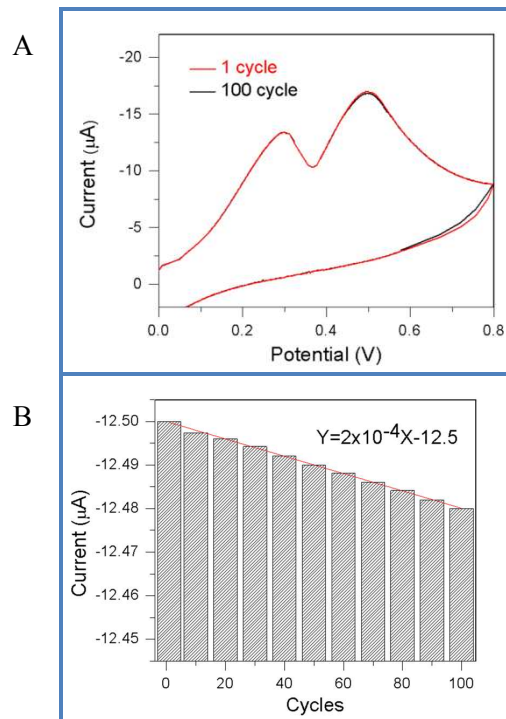 A
-20
-15
-10
-5
0
Current (μA)
1 cycle
100 cycle
0.0 0.2 0.4 0.6 0.8
Potential (V)
B
-12.50
-12.49
-12.48
-12.47
-12.46
-12.45
Current (μA)
Y=2x10⁻⁴X-12.5
0 20 40 60 80 100
Cycles